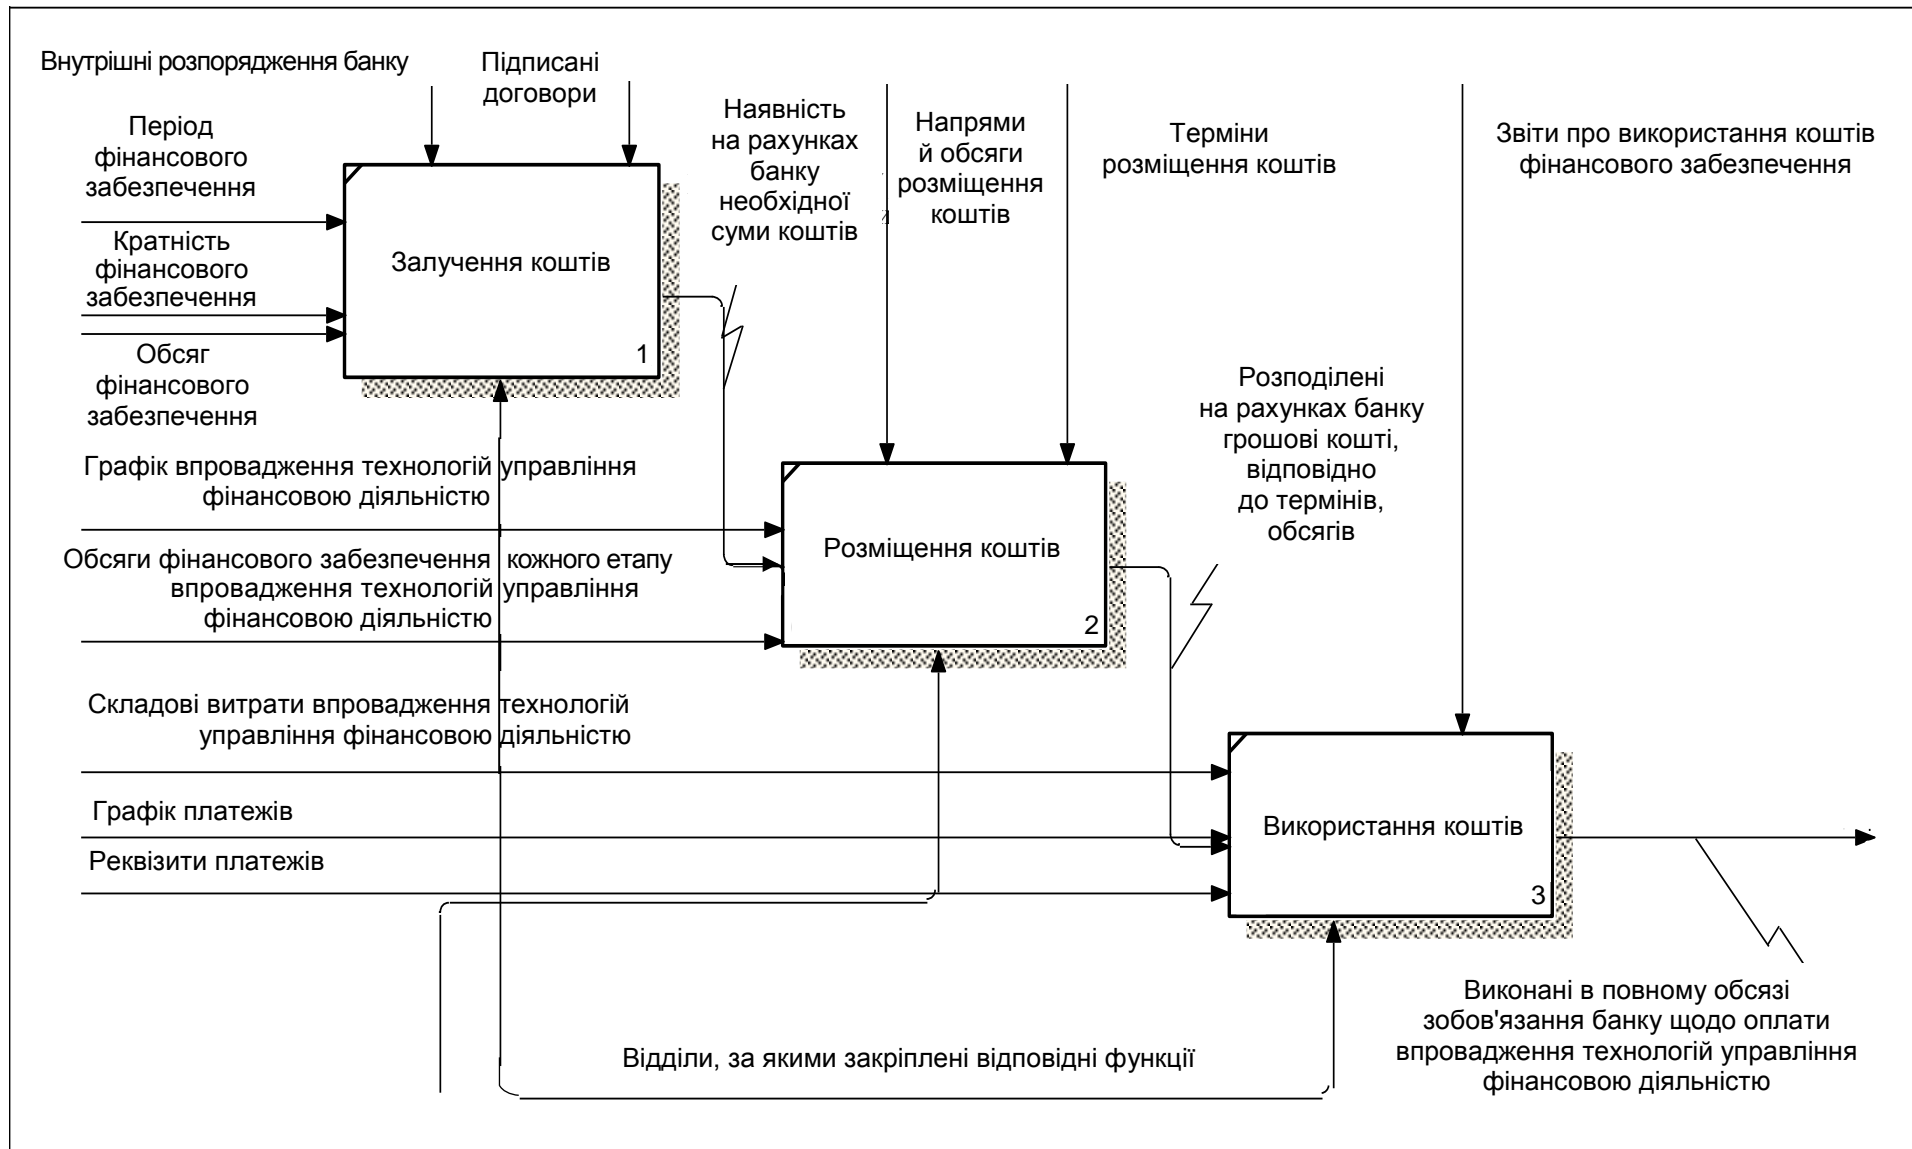 Внутрішні розпорядження банку
Підписані
договори
Період
фінансового
забезпечення
Кратність
фінансового
забезпечення
Обсяг
фінансового
забезпечення
Залучення коштів
1
Наявність
на рахунках
банку
необхідної
суми коштів
Напрями
й обсяги
розміщення
коштів
Терміни
розміщення коштів
Звіти про використання коштів
фінансового забезпечення
Графік впровадження технологій управління
фінансовою діяльністю
Обсяги фінансового забезпечення кожного етапу
впровадження технологій управління
фінансовою діяльністю
Розміщення коштів
2
Розподілені
на рахунках банку
грошові кошті,
відповідно
до термінів,
обсягів
Складові витрати впровадження технологій
управління фінансовою діяльністю
Графік платежів
Реквізити платежів
Використання коштів
3
Відділи, за якими закріплені відповідні функції
Виконані в повному обсязі
зобов'язання банку щодо оплати
впровадження технологій управління
фінансовою діяльністю